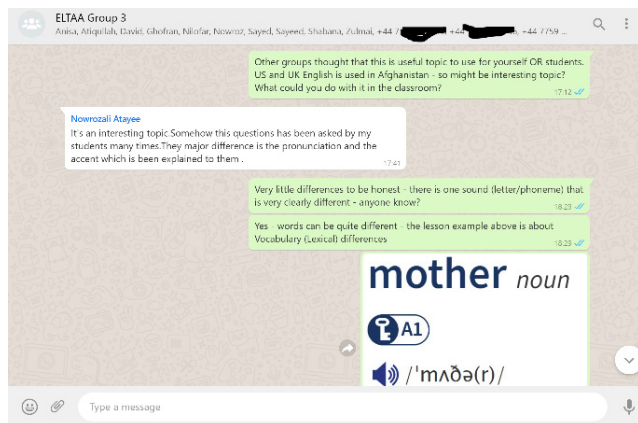 ELTAA Group 3
Anisa, Atiqullah, David, Ghofran, Nilofar, Nowroz, Sayed, Sayeed, Shabana, Zulmai, +44 7 +44 +44 7759 ...
Other groups thought that this is useful topic to use for yourself OR students.
US and UK English is used in Afghanistan - so might be interesting topic?
What could you do with it in the classroom?
17:12
Nowrozali Atayee
It's an interesting topic.Somehow this questions has been asked by my
students many times.They major difference is the pronunciation and the
accent which is been explained to them .
17:41
Very little differences to be honest - there is one sound (letter/phoneme) that
is very clearly different - anyone know?
18:23
Yes - words can be quite different - the lesson example above is about
Vocabulary (Lexical) differences
18:23
mother noun
A1
/ˈmʌðə(r)/
Type a message